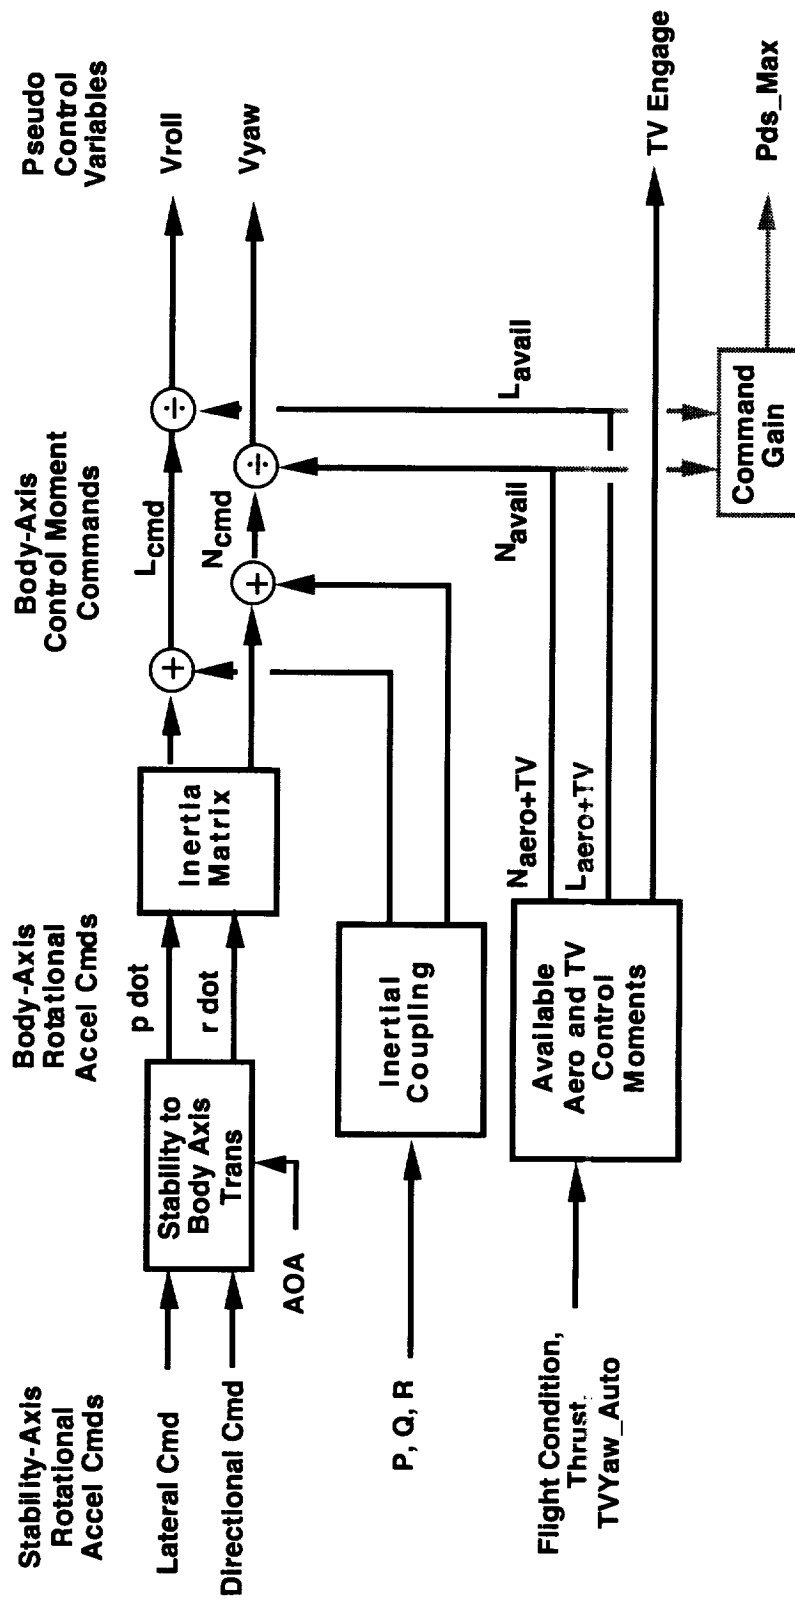 Stability-Axis
Rotational
Accel Cmds
Body-Axis
Rotational
Accel Cmds
Body-Axis
Control Moment
Commands
Pseudo
Control
Variables
Lateral Cmd
Directional Cmd
AOA
Stability to
Body Axis
Trans
p dot
r dot
Inertia
Matrix
+
+
Lcmd
Ncmd
÷
÷
Vroll
Vyaw
P, Q, R
Inertial
Coupling
Flight Condition,
Thrust,
TVYaw_Auto
Available
Aero and TV
Control
Moments
Naero+TV
Laero+TV
Navail
Lavail
TV Engage
Command
Gain
Pds_Max